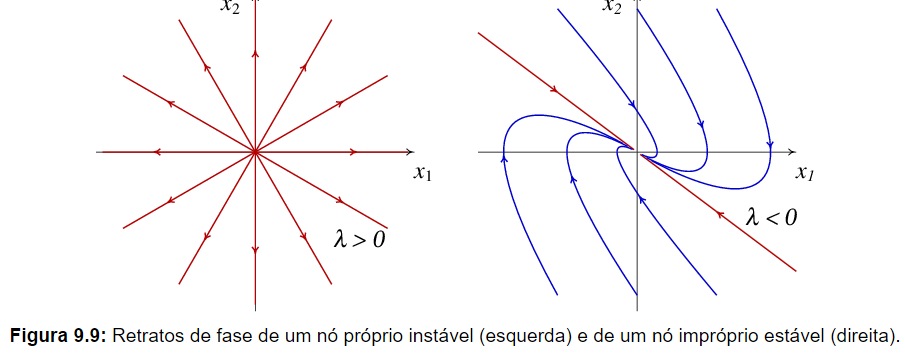 x₂
x₂
x₁
x₁
λ > 0
λ < 0
Figura 9.9: Retratos de fase de um nó próprio instável (esquerda) e de um nó impróprio estável (direita).